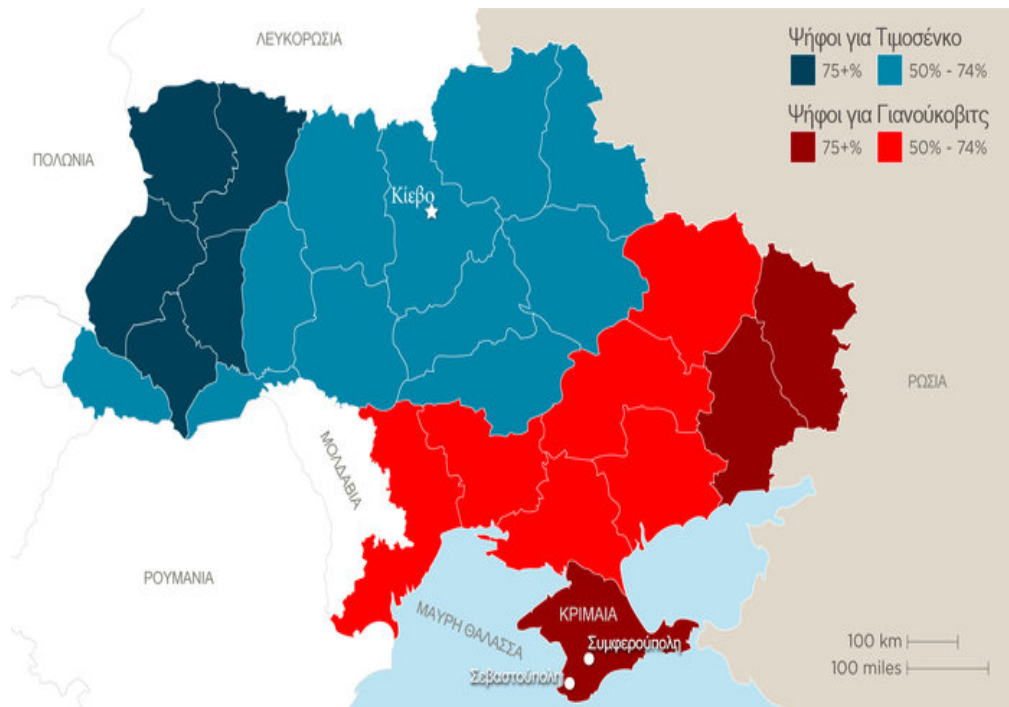 ΛΕΥΚΟΡΩΣΙΑ
Ψήφοι για Τιμοσένκο
75+% 50% - 74%
Ψήφοι για Γιανούκοβιτς
75+% 50% - 74%
ΠΟΛΩΝΙΑ
Κίεβο
ΡΩΣΙΑ
ΜΟΛΔΑΒΙΑ
ΡΟΥΜΑΝΙΑ
ΜΑΥΡΗ ΘΑΛΑΣΣΑ
ΚΡΙΜΑΙΑ
Συμφερούπολη
Σεβαστούπολη
100 km
100 miles